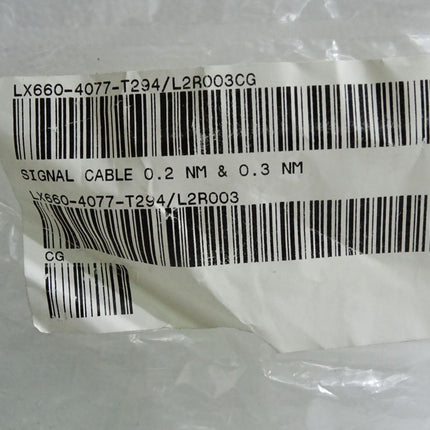 LX660-4077-T294/L2R003CG
SIGNAL CABLE 0.2 NM & 0.3 NM
LX660-4077-T294/L2R003
CG